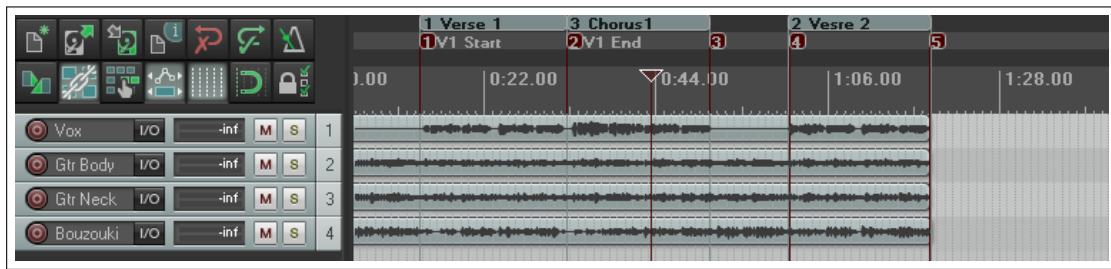 1 Verse 1 3 Chorus1 2 Vesre 2
1 V1 Start 2 V1 End 3 4 5
0.00 0:22.00 0:44.00 1:06.00 1:28.00
Vox I/O -inf M S 1
Gtr Body I/O -inf M S 2
Gtr Neck I/O -inf M S 3
Bouzouki I/O -inf M S 4